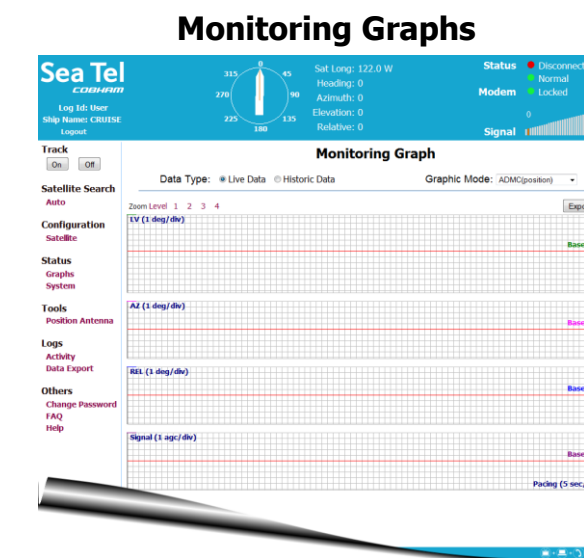 Monitoring Graphs
Sea Tel
COBHAM
Log Id: User
Ship Name: CRUISE
Logout
0
315 45
270 90
225 135
180
Sat Long: 122.0 W
Heading: 0
Azimuth: 0
Elevation: 0
Relative: 0
Status Disconnect
Normal
Modem Locked
0
Signal
Track
On Off
Satellite Search
Auto
Configuration
Satellite
Status
Graphs
System
Tools
Position Antenna
Logs
Activity
Data Export
Others
Change Password
FAQ
Help
Monitoring Graph
Data Type: Live Data Historic Data Graphic Mode: ADMC(position)
Zoom Level 1 2 3 4 Expo
LV (1 deg/div)
Base
AZ (1 deg/div)
Base
REL (1 deg/div)
Base
Signal (1 agc/div)
Base
Pacing (5 sec/